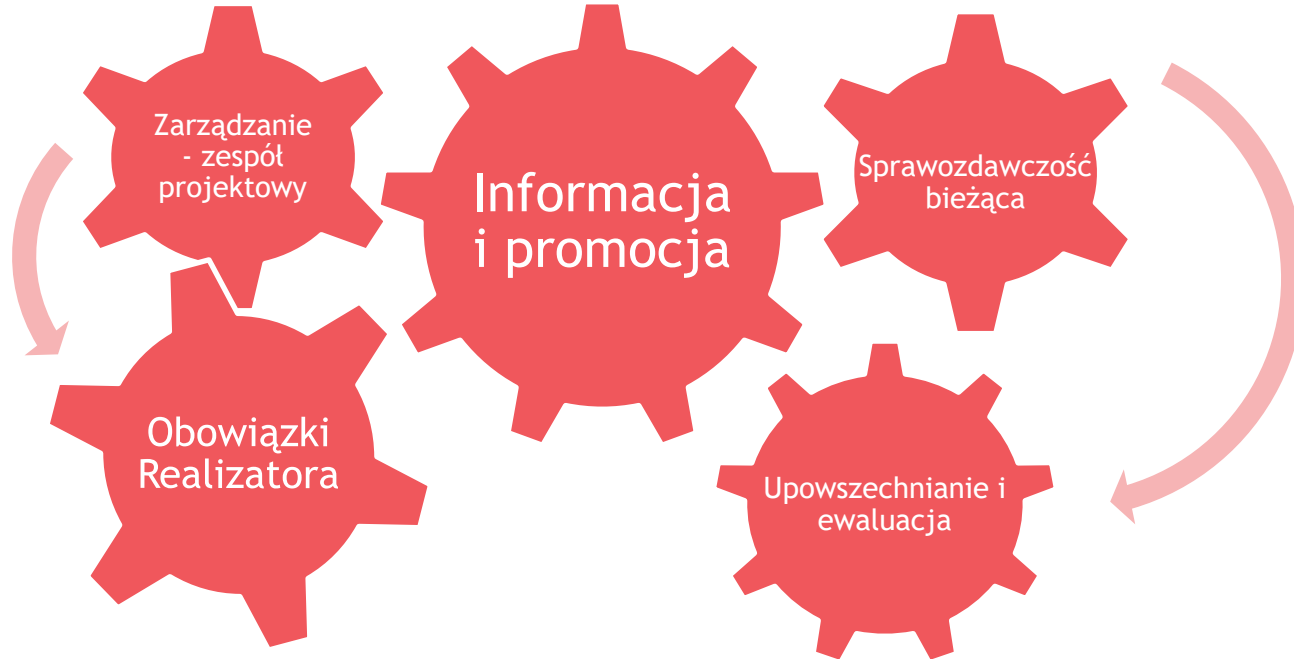 Zarządzanie
- zespół
projektowy
Informacja
i promocja
Sprawozdawczość
bieżąca
Obowiązki
Realizatora
Upowszechnianie i
ewaluacja